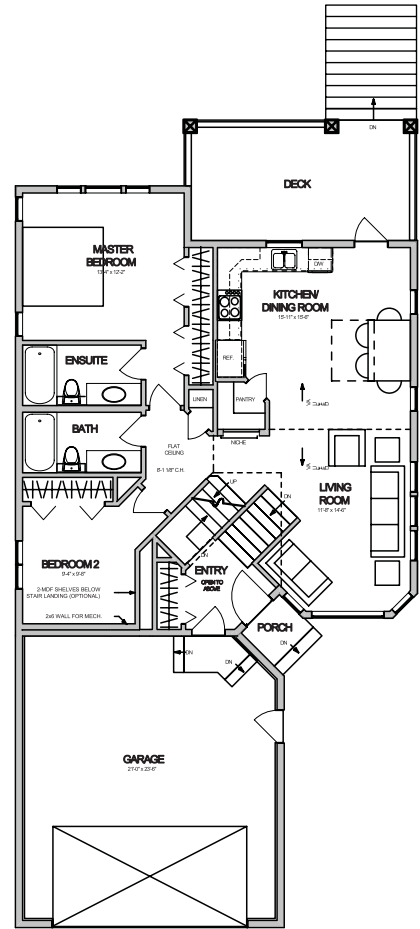 DN
DECK
MASTER
BEDROOM
13'-4" x 12'-2"
D/W
KITCHEN/
DINING ROOM
15'-11" x 15'-6"
REF.
ENSUITE
PANTRY
LINEN
BATH
NICHE
FLAT
CEILING
8'-1 1/8" C.H.
UP
DN
LIVING
ROOM
11'-8" x 14'-6"
DN
BEDROOM 2
9'-4" x 9'-8"
ENTRY
OPEN TO
ABOVE
2-MDF SHELVES BELOW
STAIR LANDING (OPTIONAL)
2x6 WALL FOR MECH.
PORCH
DN
DN
DN
GARAGE
21'-0" x 23'-6"